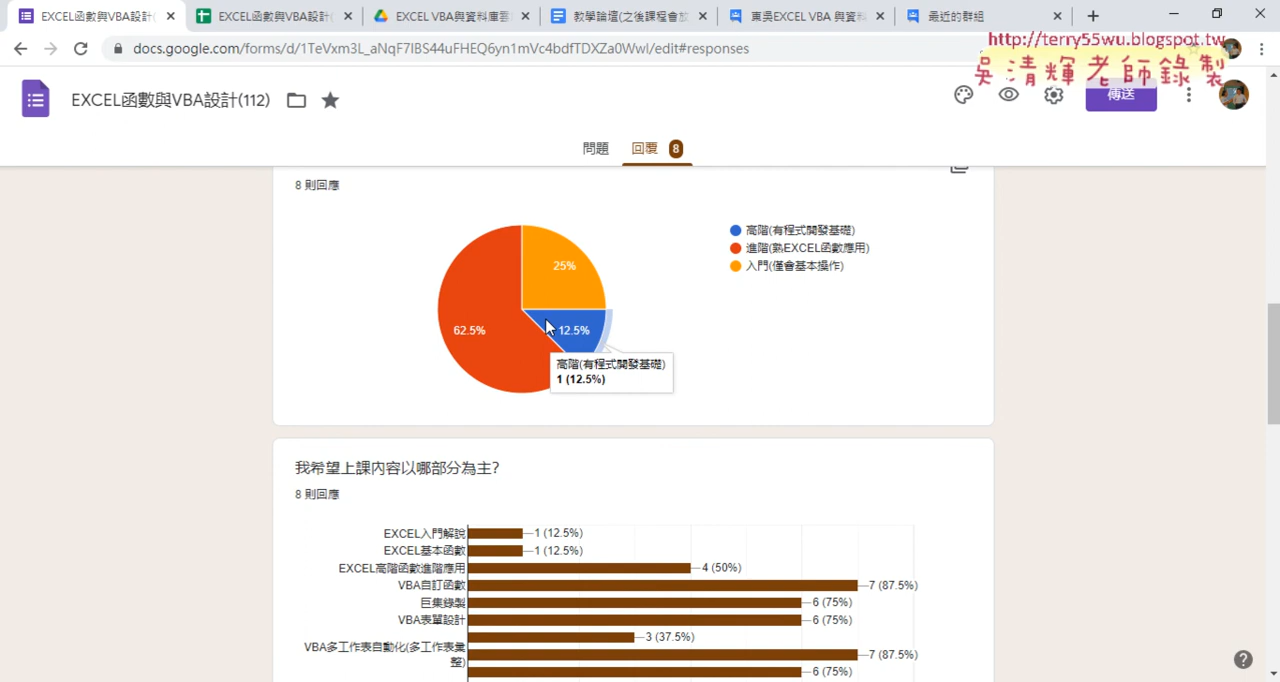 EXCEL函數與VBA設計(
EXCEL函數與VBA設計(
EXCEL VBA與資料庫雲
教學論壇(之後課程會放
東吳EXCEL VBA 與資料
最近的群組
docs.google.com/forms/d/1TeVxm3L_aNqF7IBS44uFHEQ6yn1mVc4bdfTDXZa0WwI/edit#responses
http://terry55wu.blogspot.tw
吳清輝老師錄製
EXCEL函數與VBA設計(112)
傳送
問題
回覆 8
8 則回應
高階(有程式開發基礎)
進階(熟EXCEL函數應用)
入門(僅會基本操作)
25%
62.5%
12.5%
高階(有程式開發基礎)
1 (12.5%)
我希望上課內容以哪部分為主?
8 則回應
EXCEL入門解說 1 (12.5%)
EXCEL基本函數 1 (12.5%)
EXCEL高階函數進階應用 4 (50%)
VBA自訂函數 7 (87.5%)
巨集錄製 6 (75%)
VBA表單設計 6 (75%)
3 (37.5%)
VBA多工作表自動化(多工作表彙
整) 7 (87.5%)
6 (75%)